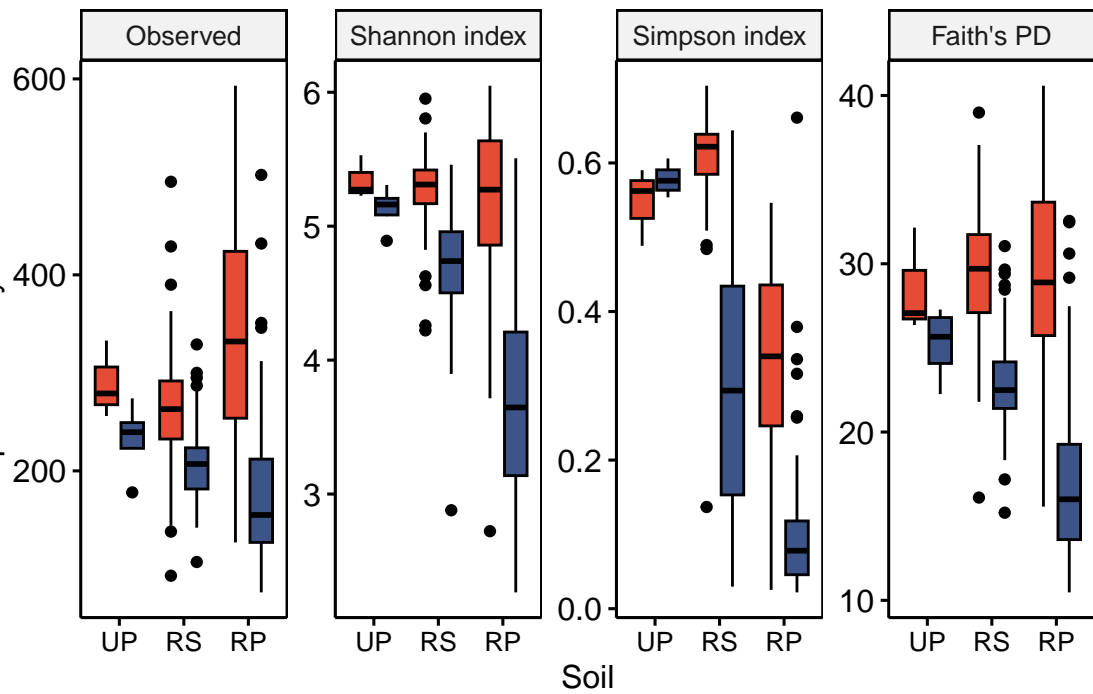 Observed
Shannon index
Simpson index
Faith's PD
600
400
200
6
5
4
3
0.6
0.4
0.2
0.0
40
30
20
10
UP RS RP
UP RS RP
UP RS RP
UP RS RP
Soil